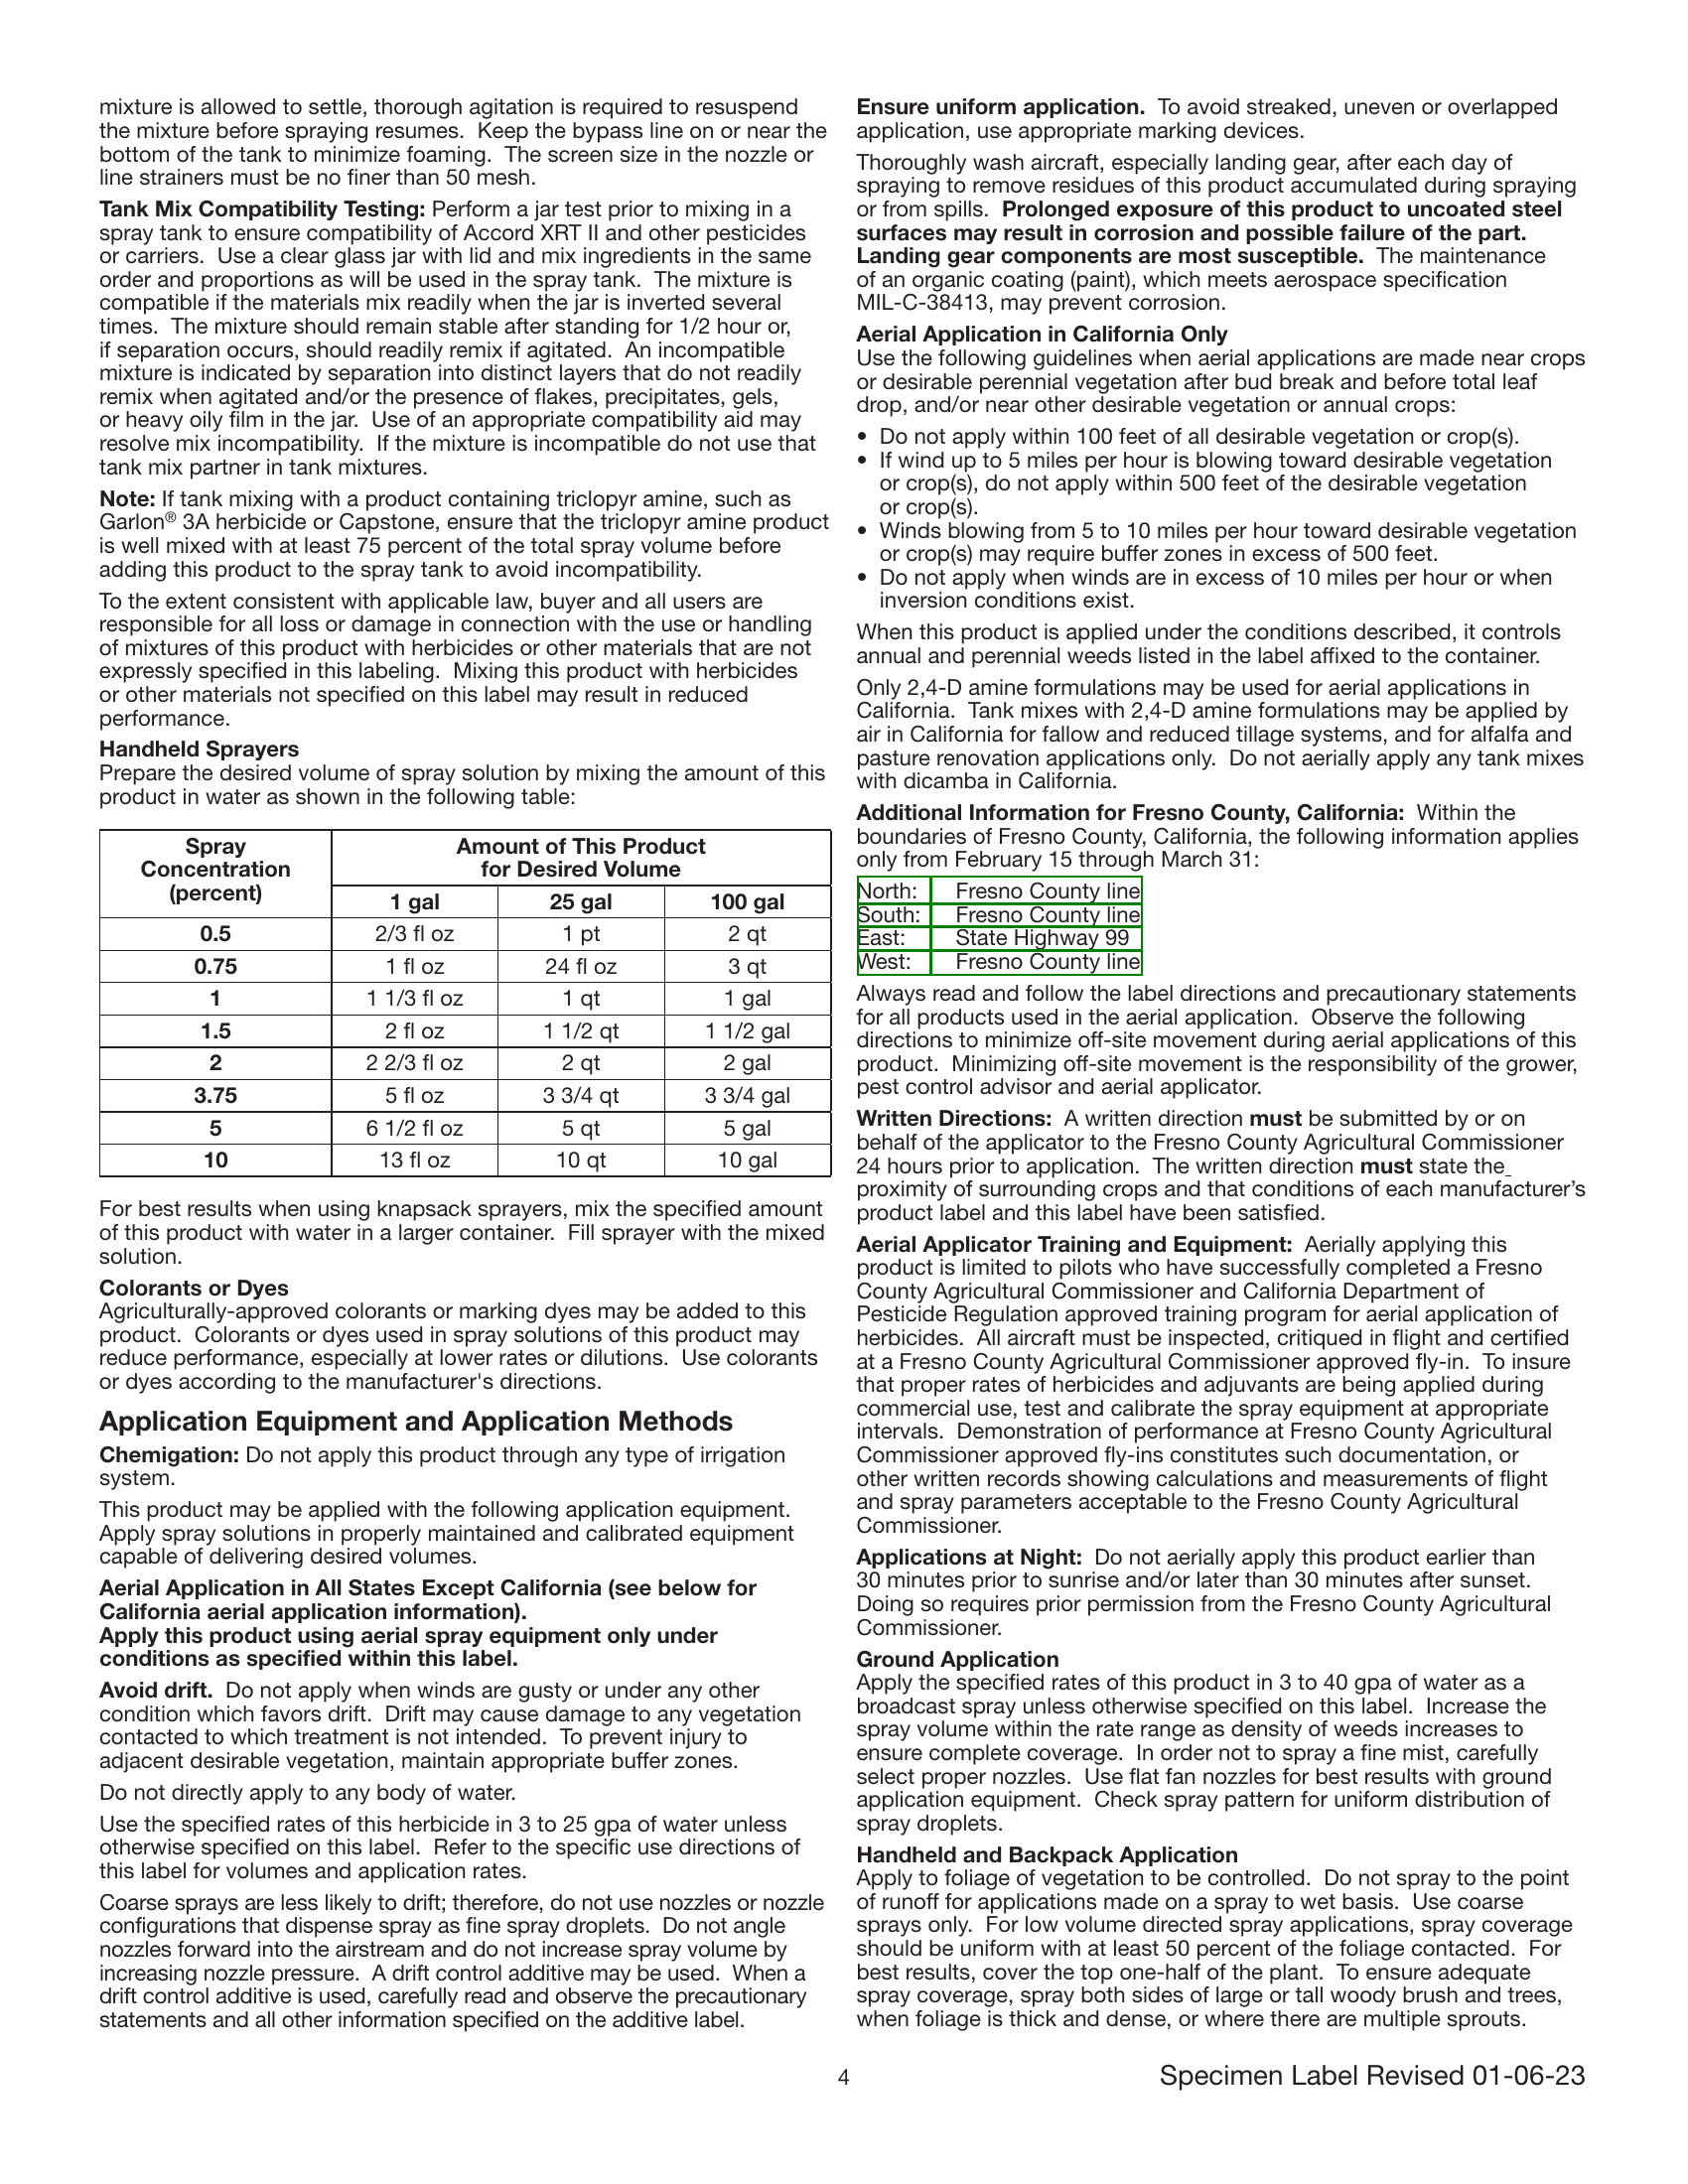 mixture is allowed to settle, thorough agitation is required to resuspend
the mixture before spraying resumes.  Keep the bypass line on or near the
bottom of the tank to minimize foaming.  The screen size in the nozzle or
line strainers must be no finer than 50 mesh.
Tank Mix Compatibility Testing: Perform a jar test prior to mixing in a
spray tank to ensure compatibility of Accord XRT II and other pesticides
or carriers.  Use a clear glass jar with lid and mix ingredients in the same
order and proportions as will be used in the spray tank.  The mixture is
compatible if the materials mix readily when the jar is inverted several
times.  The mixture should remain stable after standing for 1/2 hour or,
if separation occurs, should readily remix if agitated.  An incompatible
mixture is indicated by separation into distinct layers that do not readily
remix when agitated and/or the presence of flakes, precipitates, gels,
or heavy oily film in the jar.  Use of an appropriate compatibility aid may
resolve mix incompatibility.  If the mixture is incompatible do not use that
tank mix partner in tank mixtures.
Note: If tank mixing with a product containing triclopyr amine, such as
Garlon® 3A herbicide or Capstone, ensure that the triclopyr amine product
is well mixed with at least 75 percent of the total spray volume before
adding this product to the spray tank to avoid incompatibility.
To the extent consistent with applicable law, buyer and all users are
responsible for all loss or damage in connection with the use or handling
of mixtures of this product with herbicides or other materials that are not
expressly specified in this labeling.  Mixing this product with herbicides
or other materials not specified on this label may result in reduced
performance.
Handheld Sprayers
Prepare the desired volume of spray solution by mixing the amount of this
product in water as shown in the following table:
Spray Concentration (percent) | Amount of This Product for Desired Volume
1 gal | 25 gal | 100 gal
0.5 | 2/3 fl oz | 1 pt | 2 qt
0.75 | 1 fl oz | 24 fl oz | 3 qt
1 | 1 1/3 fl oz | 1 qt | 1 gal
1.5 | 2 fl oz | 1 1/2 qt | 1 1/2 gal
2 | 2 2/3 fl oz | 2 qt | 2 gal
3.75 | 5 fl oz | 3 3/4 qt | 3 3/4 gal
5 | 6 1/2 fl oz | 5 qt | 5 gal
10 | 13 fl oz | 10 qt | 10 gal
For best results when using knapsack sprayers, mix the specified amount
of this product with water in a larger container.  Fill sprayer with the mixed
solution.
Colorants or Dyes
Agriculturally-approved colorants or marking dyes may be added to this
product.  Colorants or dyes used in spray solutions of this product may
reduce performance, especially at lower rates or dilutions.  Use colorants
or dyes according to the manufacturer's directions.
Application Equipment and Application Methods
Chemigation: Do not apply this product through any type of irrigation
system.
This product may be applied with the following application equipment.
Apply spray solutions in properly maintained and calibrated equipment
capable of delivering desired volumes.
Aerial Application in All States Except California (see below for
California aerial application information).
Apply this product using aerial spray equipment only under
conditions as specified within this label.
Avoid drift.  Do not apply when winds are gusty or under any other
condition which favors drift.  Drift may cause damage to any vegetation
contacted to which treatment is not intended.  To prevent injury to
adjacent desirable vegetation, maintain appropriate buffer zones.
Do not directly apply to any body of water.
Use the specified rates of this herbicide in 3 to 25 gpa of water unless
otherwise specified on this label.  Refer to the specific use directions of
this label for volumes and application rates.
Coarse sprays are less likely to drift; therefore, do not use nozzles or nozzle
configurations that dispense spray as fine spray droplets.  Do not angle
nozzles forward into the airstream and do not increase spray volume by
increasing nozzle pressure.  A drift control additive may be used.  When a
drift control additive is used, carefully read and observe the precautionary
statements and all other information specified on the additive label.
Ensure uniform application.  To avoid streaked, uneven or overlapped
application, use appropriate marking devices.
Thoroughly wash aircraft, especially landing gear, after each day of
spraying to remove residues of this product accumulated during spraying
or from spills.  Prolonged exposure of this product to uncoated steel
surfaces may result in corrosion and possible failure of the part.
Landing gear components are most susceptible.  The maintenance
of an organic coating (paint), which meets aerospace specification
MIL-C-38413, may prevent corrosion.
Aerial Application in California Only
Use the following guidelines when aerial applications are made near crops
or desirable perennial vegetation after bud break and before total leaf
drop, and/or near other desirable vegetation or annual crops:
• Do not apply within 100 feet of all desirable vegetation or crop(s).
• If wind up to 5 miles per hour is blowing toward desirable vegetation
or crop(s), do not apply within 500 feet of the desirable vegetation
or crop(s).
• Winds blowing from 5 to 10 miles per hour toward desirable vegetation
or crop(s) may require buffer zones in excess of 500 feet.
• Do not apply when winds are in excess of 10 miles per hour or when
inversion conditions exist.
When this product is applied under the conditions described, it controls
annual and perennial weeds listed in the label affixed to the container.
Only 2,4-D amine formulations may be used for aerial applications in
California.  Tank mixes with 2,4-D amine formulations may be applied by
air in California for fallow and reduced tillage systems, and for alfalfa and
pasture renovation applications only.  Do not aerially apply any tank mixes
with dicamba in California.
Additional Information for Fresno County, California:  Within the
boundaries of Fresno County, California, the following information applies
only from February 15 through March 31:
North: Fresno County line
South: Fresno County line
East: State Highway 99
West: Fresno County line
Always read and follow the label directions and precautionary statements
for all products used in the aerial application.  Observe the following
directions to minimize off-site movement during aerial applications of this
product.  Minimizing off-site movement is the responsibility of the grower,
pest control advisor and aerial applicator.
Written Directions:  A written direction must be submitted by or on
behalf of the applicator to the Fresno County Agricultural Commissioner
24 hours prior to application.  The written direction must state the
proximity of surrounding crops and that conditions of each manufacturer’s
product label and this label have been satisfied.
Aerial Applicator Training and Equipment:  Aerially applying this
product is limited to pilots who have successfully completed a Fresno
County Agricultural Commissioner and California Department of
Pesticide Regulation approved training program for aerial application of
herbicides.  All aircraft must be inspected, critiqued in flight and certified
at a Fresno County Agricultural Commissioner approved fly-in.  To insure
that proper rates of herbicides and adjuvants are being applied during
commercial use, test and calibrate the spray equipment at appropriate
intervals.  Demonstration of performance at Fresno County Agricultural
Commissioner approved fly-ins constitutes such documentation, or
other written records showing calculations and measurements of flight
and spray parameters acceptable to the Fresno County Agricultural
Commissioner.
Applications at Night:  Do not aerially apply this product earlier than
30 minutes prior to sunrise and/or later than 30 minutes after sunset.
Doing so requires prior permission from the Fresno County Agricultural
Commissioner.
Ground Application
Apply the specified rates of this product in 3 to 40 gpa of water as a
broadcast spray unless otherwise specified on this label.  Increase the
spray volume within the rate range as density of weeds increases to
ensure complete coverage.  In order not to spray a fine mist, carefully
select proper nozzles.  Use flat fan nozzles for best results with ground
application equipment.  Check spray pattern for uniform distribution of
spray droplets.
Handheld and Backpack Application
Apply to foliage of vegetation to be controlled.  Do not spray to the point
of runoff for applications made on a spray to wet basis.  Use coarse
sprays only.  For low volume directed spray applications, spray coverage
should be uniform with at least 50 percent of the foliage contacted.  For
best results, cover the top one-half of the plant.  To ensure adequate
spray coverage, spray both sides of large or tall woody brush and trees,
when foliage is thick and dense, or where there are multiple sprouts.
4
Specimen Label Revised 01-06-23